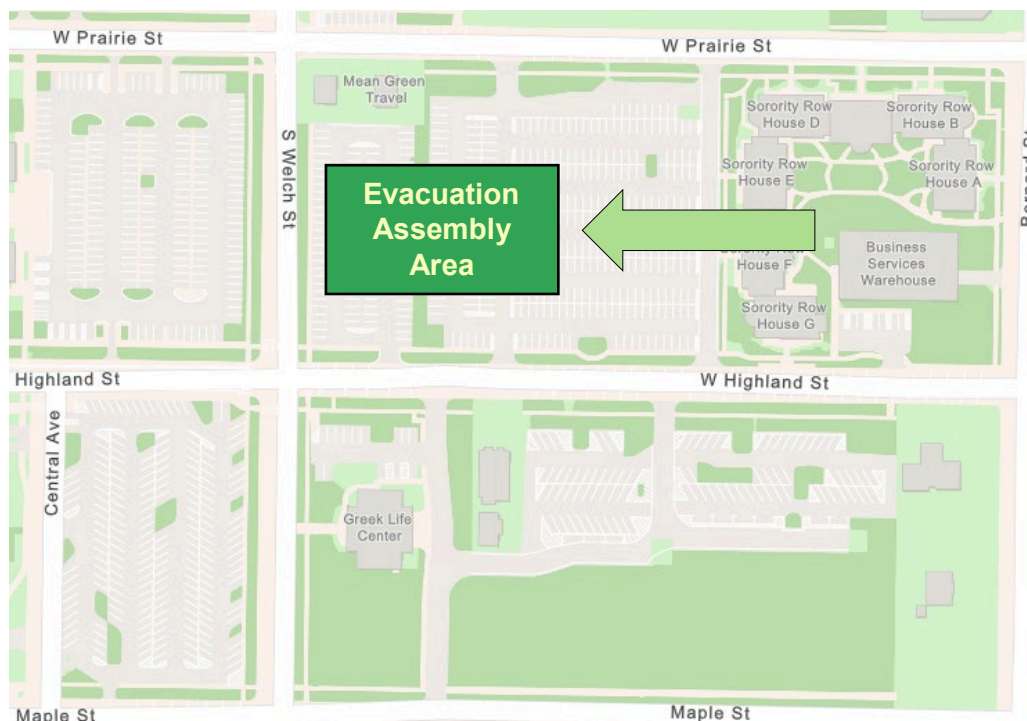 W Prairie St
W Prairie St
Mean Green
Travel
Sorority Row
House D
Sorority Row
House B
S Welch St
Evacuation
Assembly
Area
Sorority Row
House E
Sorority Row
House A
House F
Business
Services
Warehouse
Sorority Row
House G
Highland St
W Highland St
Central Ave
Greek Life
Center
Maple St
Maple St